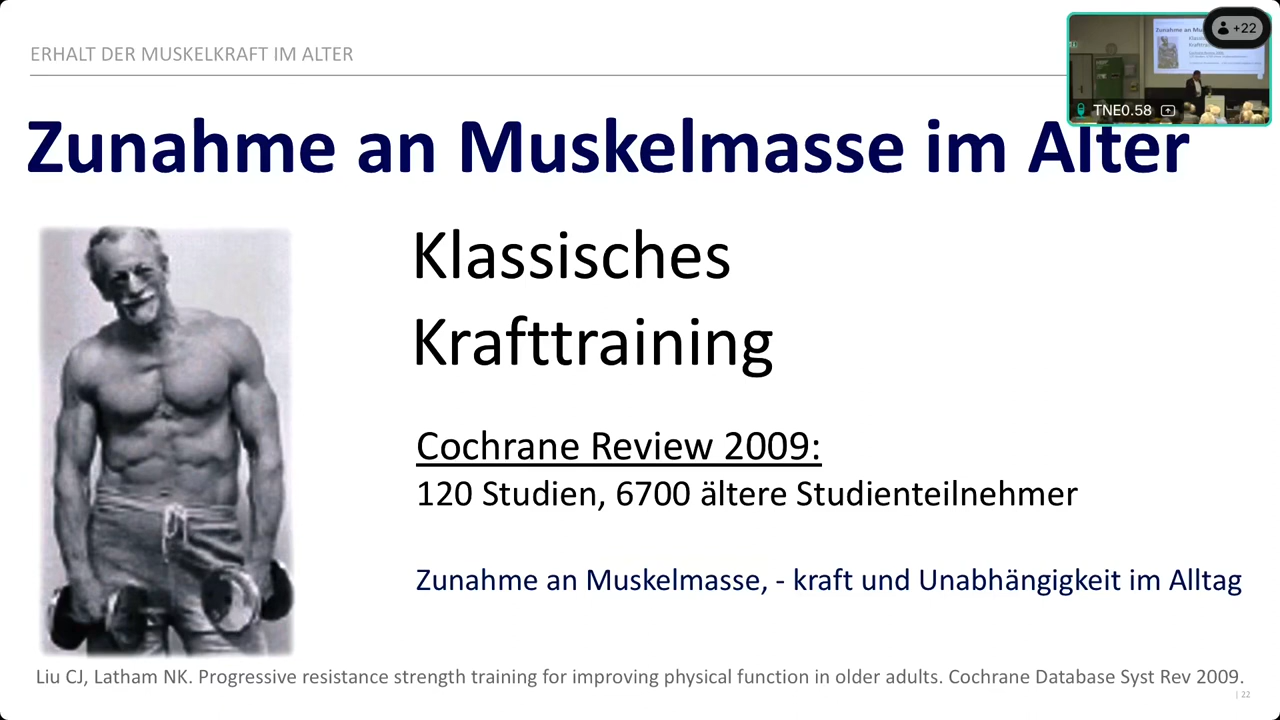 ERHALT DER MUSKELKRAFT IM ALTER
+22
TNE0.58
Zunahme an Muskelmasse im Alter
Klassisches
Krafttraining
Cochrane Review 2009:
120 Studien, 6700 ältere Studienteilnehmer
Zunahme an Muskelmasse, - kraft und Unabhängigkeit im Alltag
Liu CJ, Latham NK. Progressive resistance strength training for improving physical function in older adults. Cochrane Database Syst Rev 2009.
| 22